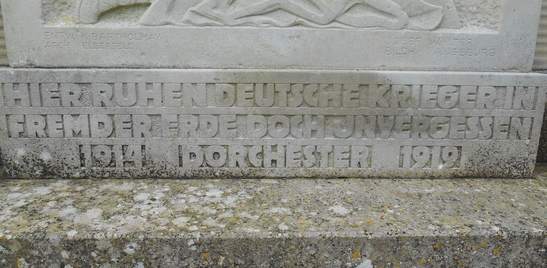 HIER RUHEN DEUTSCHE KRIEGER IN
FREMDER ERDE DOCH UNVERGESSEN
1914 DORCHESTER 1919